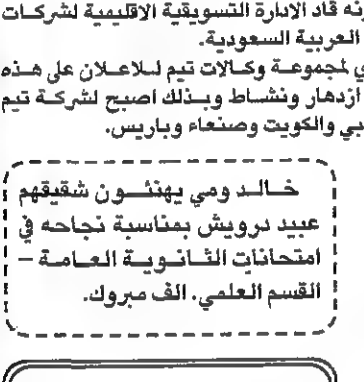 نه قاد الادارة التسويقية الاقليمية لشركات
العربية السعودية.
ي لمجموعة وكالات تيم للاعلان على هذه
أزدهار ونشاط وبذلك اصبح لشركة تيم
بي والكويت وصنعاء وباريس.
خالد ومي يهنئون شقيقهم
عبيد درويش بمناسبة نجاحه في
امتحانات الثانوية العامة –
القسم العلمي. الف مبروك.